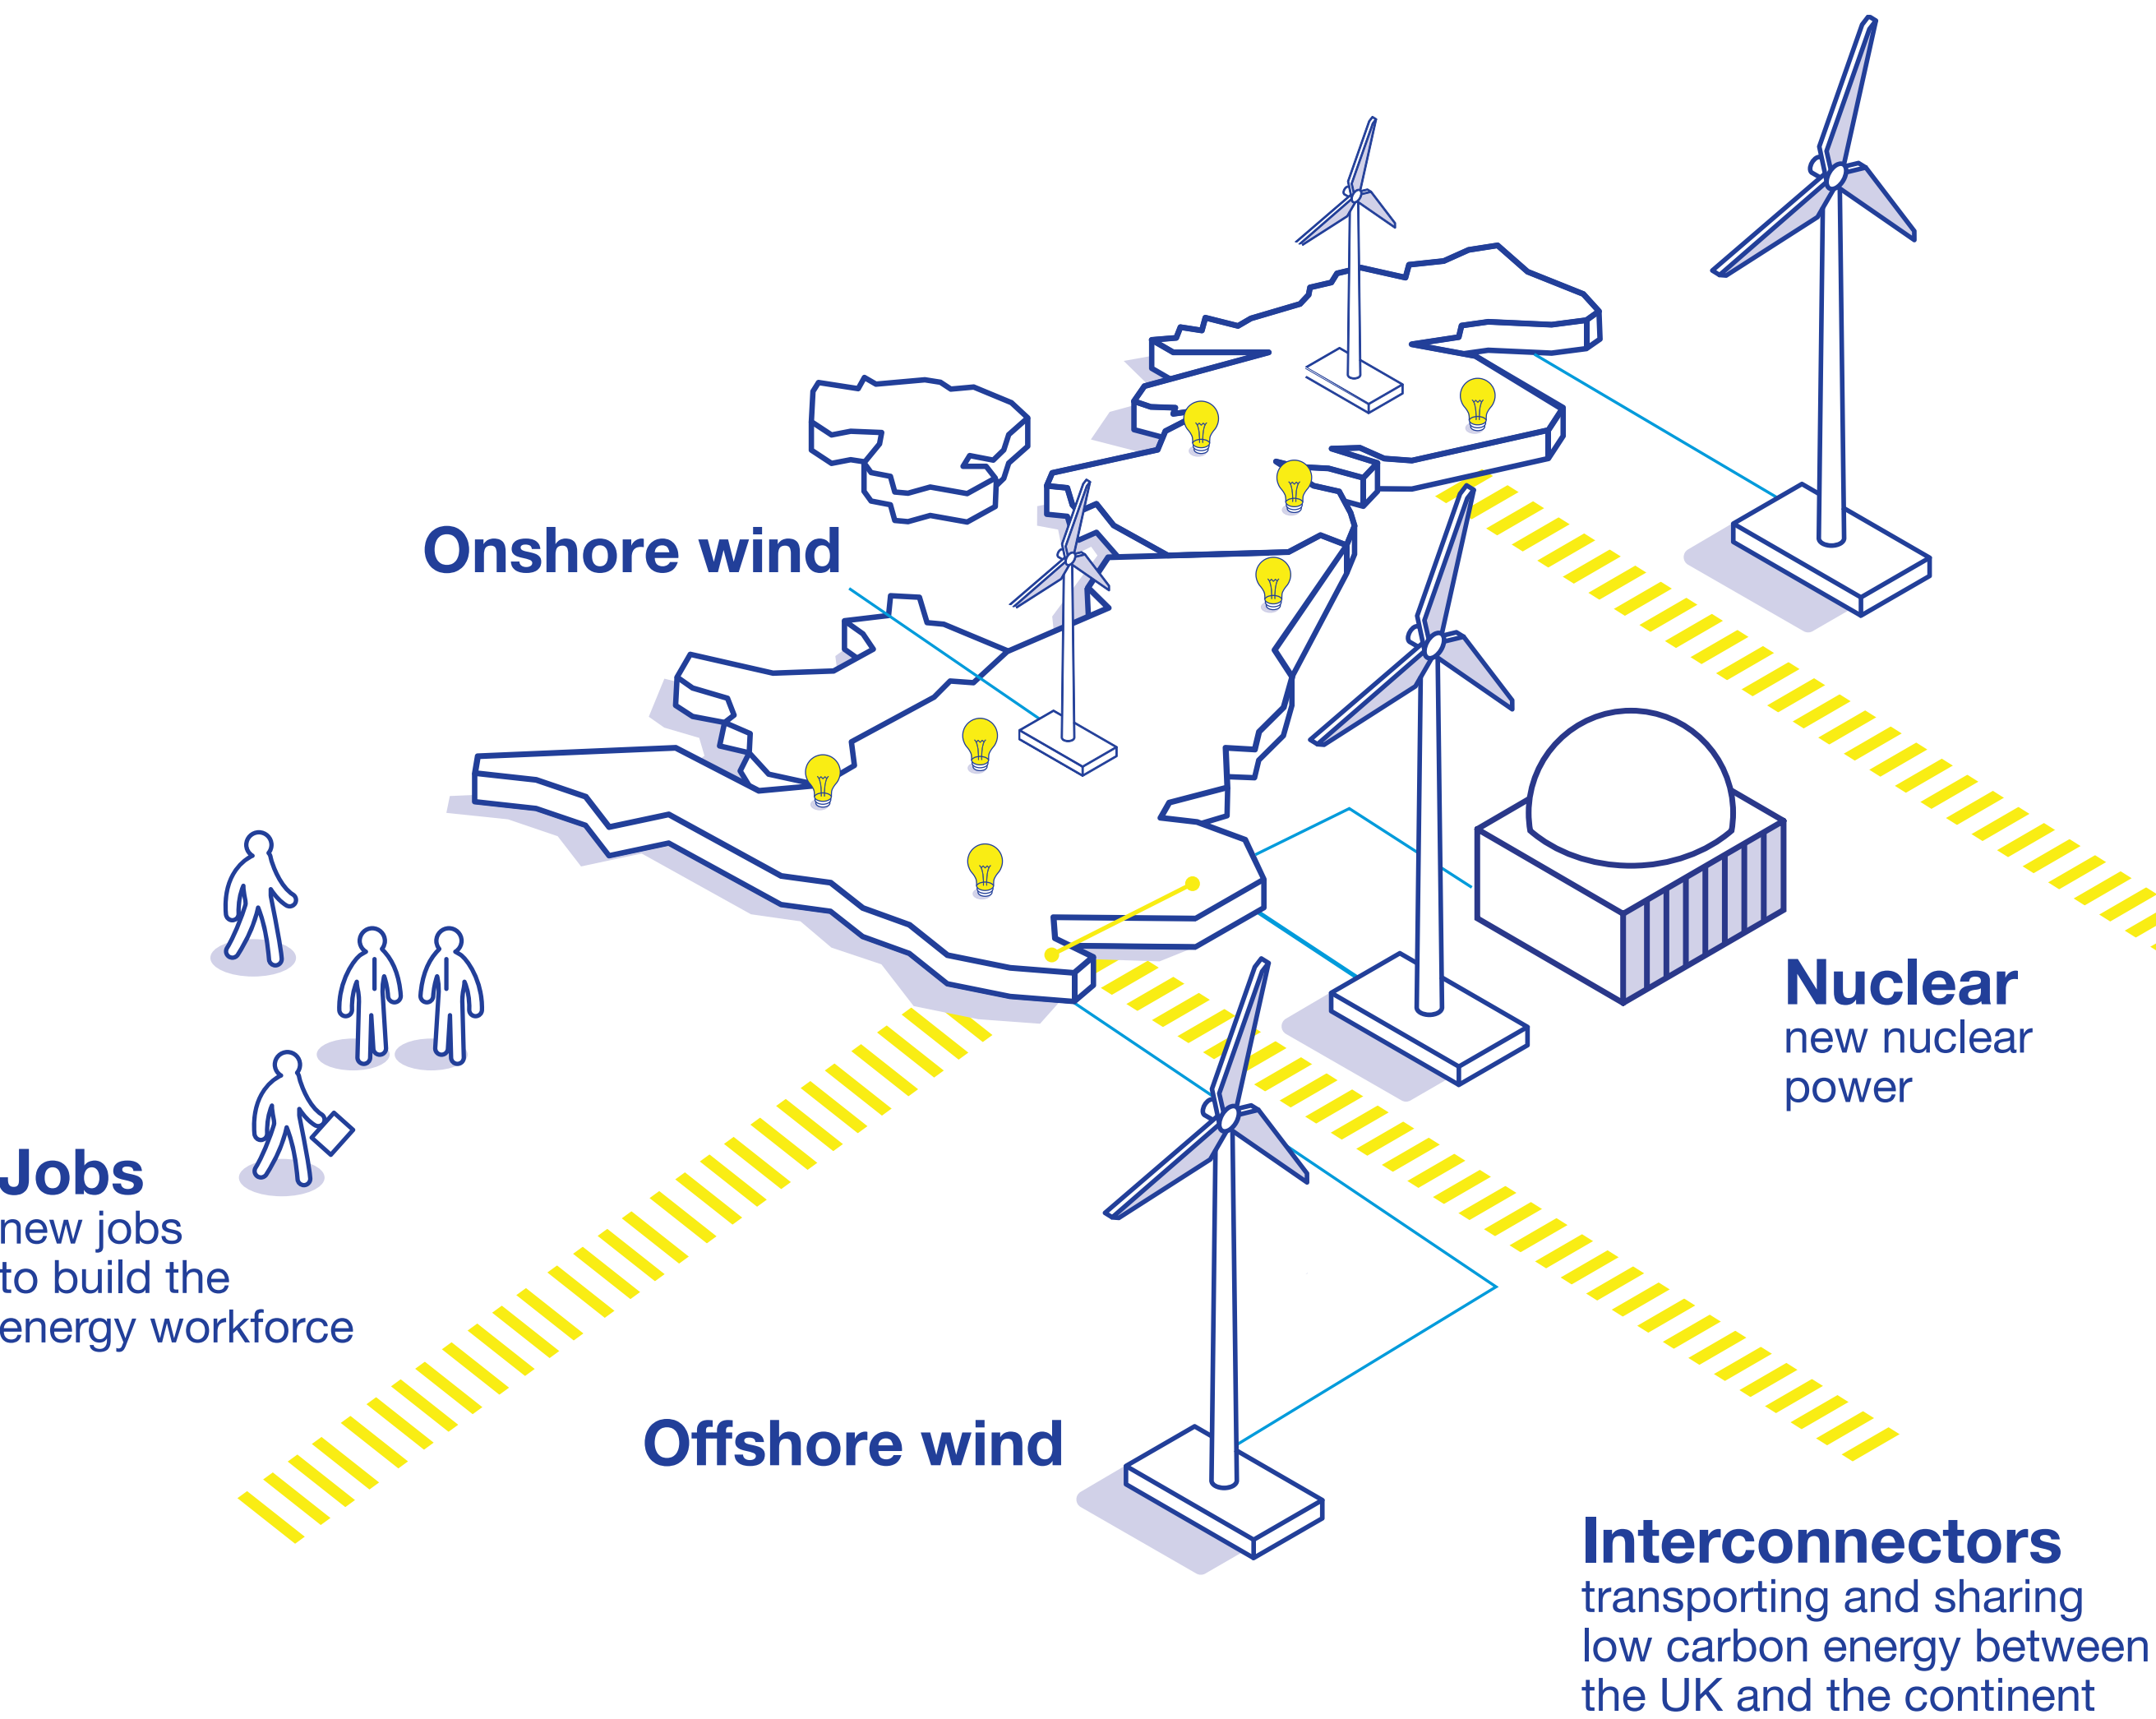 Onshore wind
Nuclear
new nuclear
power
Jobs
new jobs
to build the
energy workforce
Offshore wind
Interconnectors
transporting and sharing
low carbon energy between
the UK and the continent